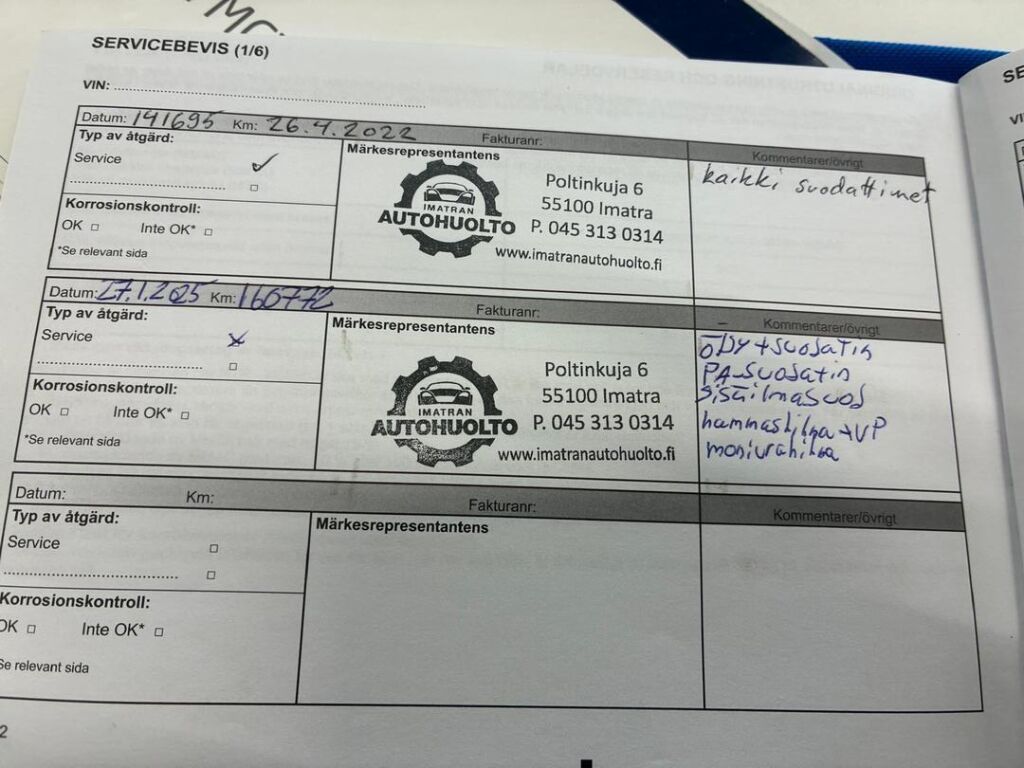 SERVICEBEVIS (1/6)
VIN:
Datum: 141695 Km: 26.4.2022 Fakturanr:
Typ av åtgärd:
Service
Korrosionskontroll:
OK Inte OK*
*Se relevant sida
Märkesrepresentantens
IMATRAN
AUTOHUOLTO
Poltinkuja 6
55100 Imatra
P. 045 313 0314
www.imatranautohuolto.fi
Kommentarer/övrigt
kaikki suodattimet
Datum: 17.1.2025 Km: 160772 Fakturanr:
Typ av åtgärd:
Service
Korrosionskontroll:
OK Inte OK*
*Se relevant sida
Märkesrepresentantens
IMATRAN
AUTOHUOLTO
Poltinkuja 6
55100 Imatra
P. 045 313 0314
www.imatranautohuolto.fi
Kommentarer/övrigt
öljy+suodatin
PA-suodatin
sisäilmasuod
hammashihna+VP
moniurahihna
Datum: Km: Fakturanr:
Typ av åtgärd:
Service
Korrosionskontroll:
OK Inte OK*
Se relevant sida
Märkesrepresentantens
Kommentarer/övrigt
2